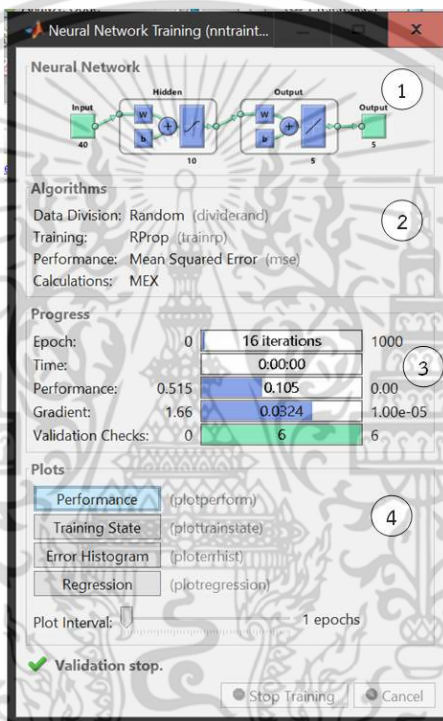 Neural Network Training (nntraint...
Neural Network
1
Hidden
Output
Input
W
b
W
b
Output
40
10
5
5
Algorithms
2
Data Division: Random (dividerand)
Training: RProp (trainrp)
Performance: Mean Squared Error (mse)
Calculations: MEX
Progress
3
Epoch: 0 16 iterations 1000
Time: 0:00:00
Performance: 0.515 0.105 0.00
Gradient: 1.66 0.0324 1.00e-05
Validation Checks: 0 6 6
Plots
4
Performance (plotperform)
Training State (plottrainstate)
Error Histogram (ploterrhist)
Regression (plotregression)
Plot Interval: 1 epochs
Validation stop.
Stop Training Cancel